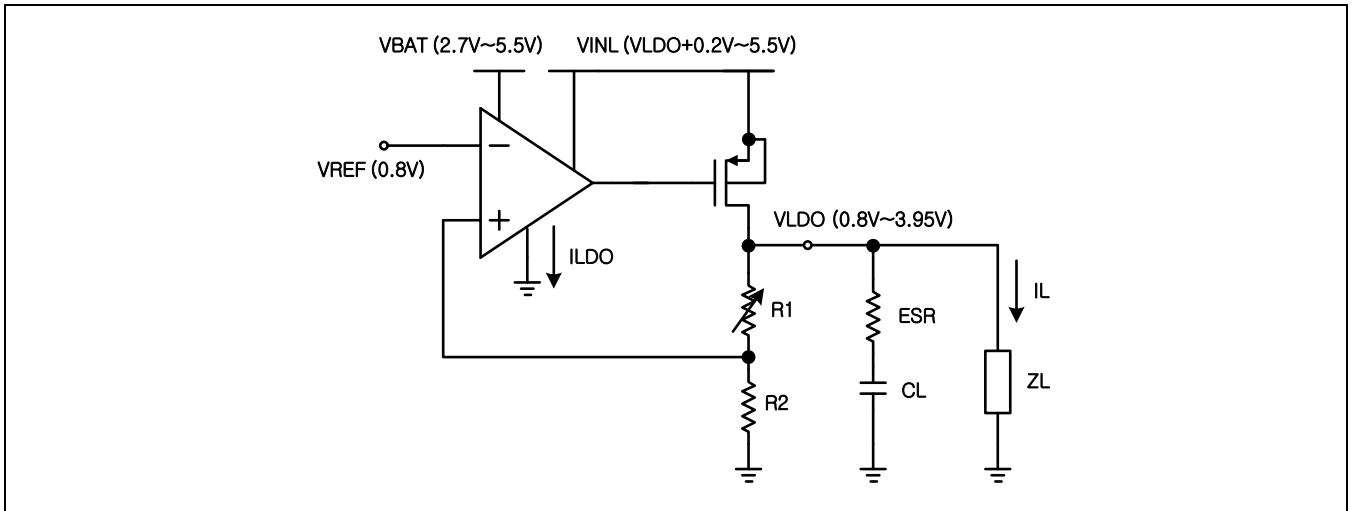 VBAT (2.7V~5.5V)
VINL (VLDO+0.2V~5.5V)
VREF (0.8V)
−
+
ILDO
VLDO (0.8V~3.95V)
R1
ESR
IL
R2
CL
ZL